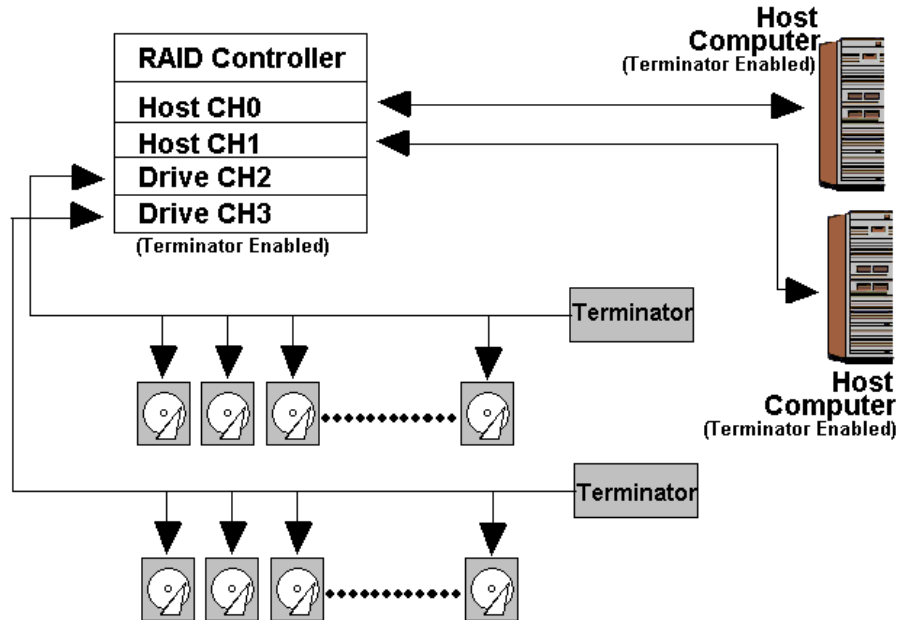 RAID Controller
Host CH0
Host CH1
Drive CH2
Drive CH3
(Terminator Enabled)
Host
Computer
(Terminator Enabled)
Host
Computer
(Terminator Enabled)
Terminator
Terminator